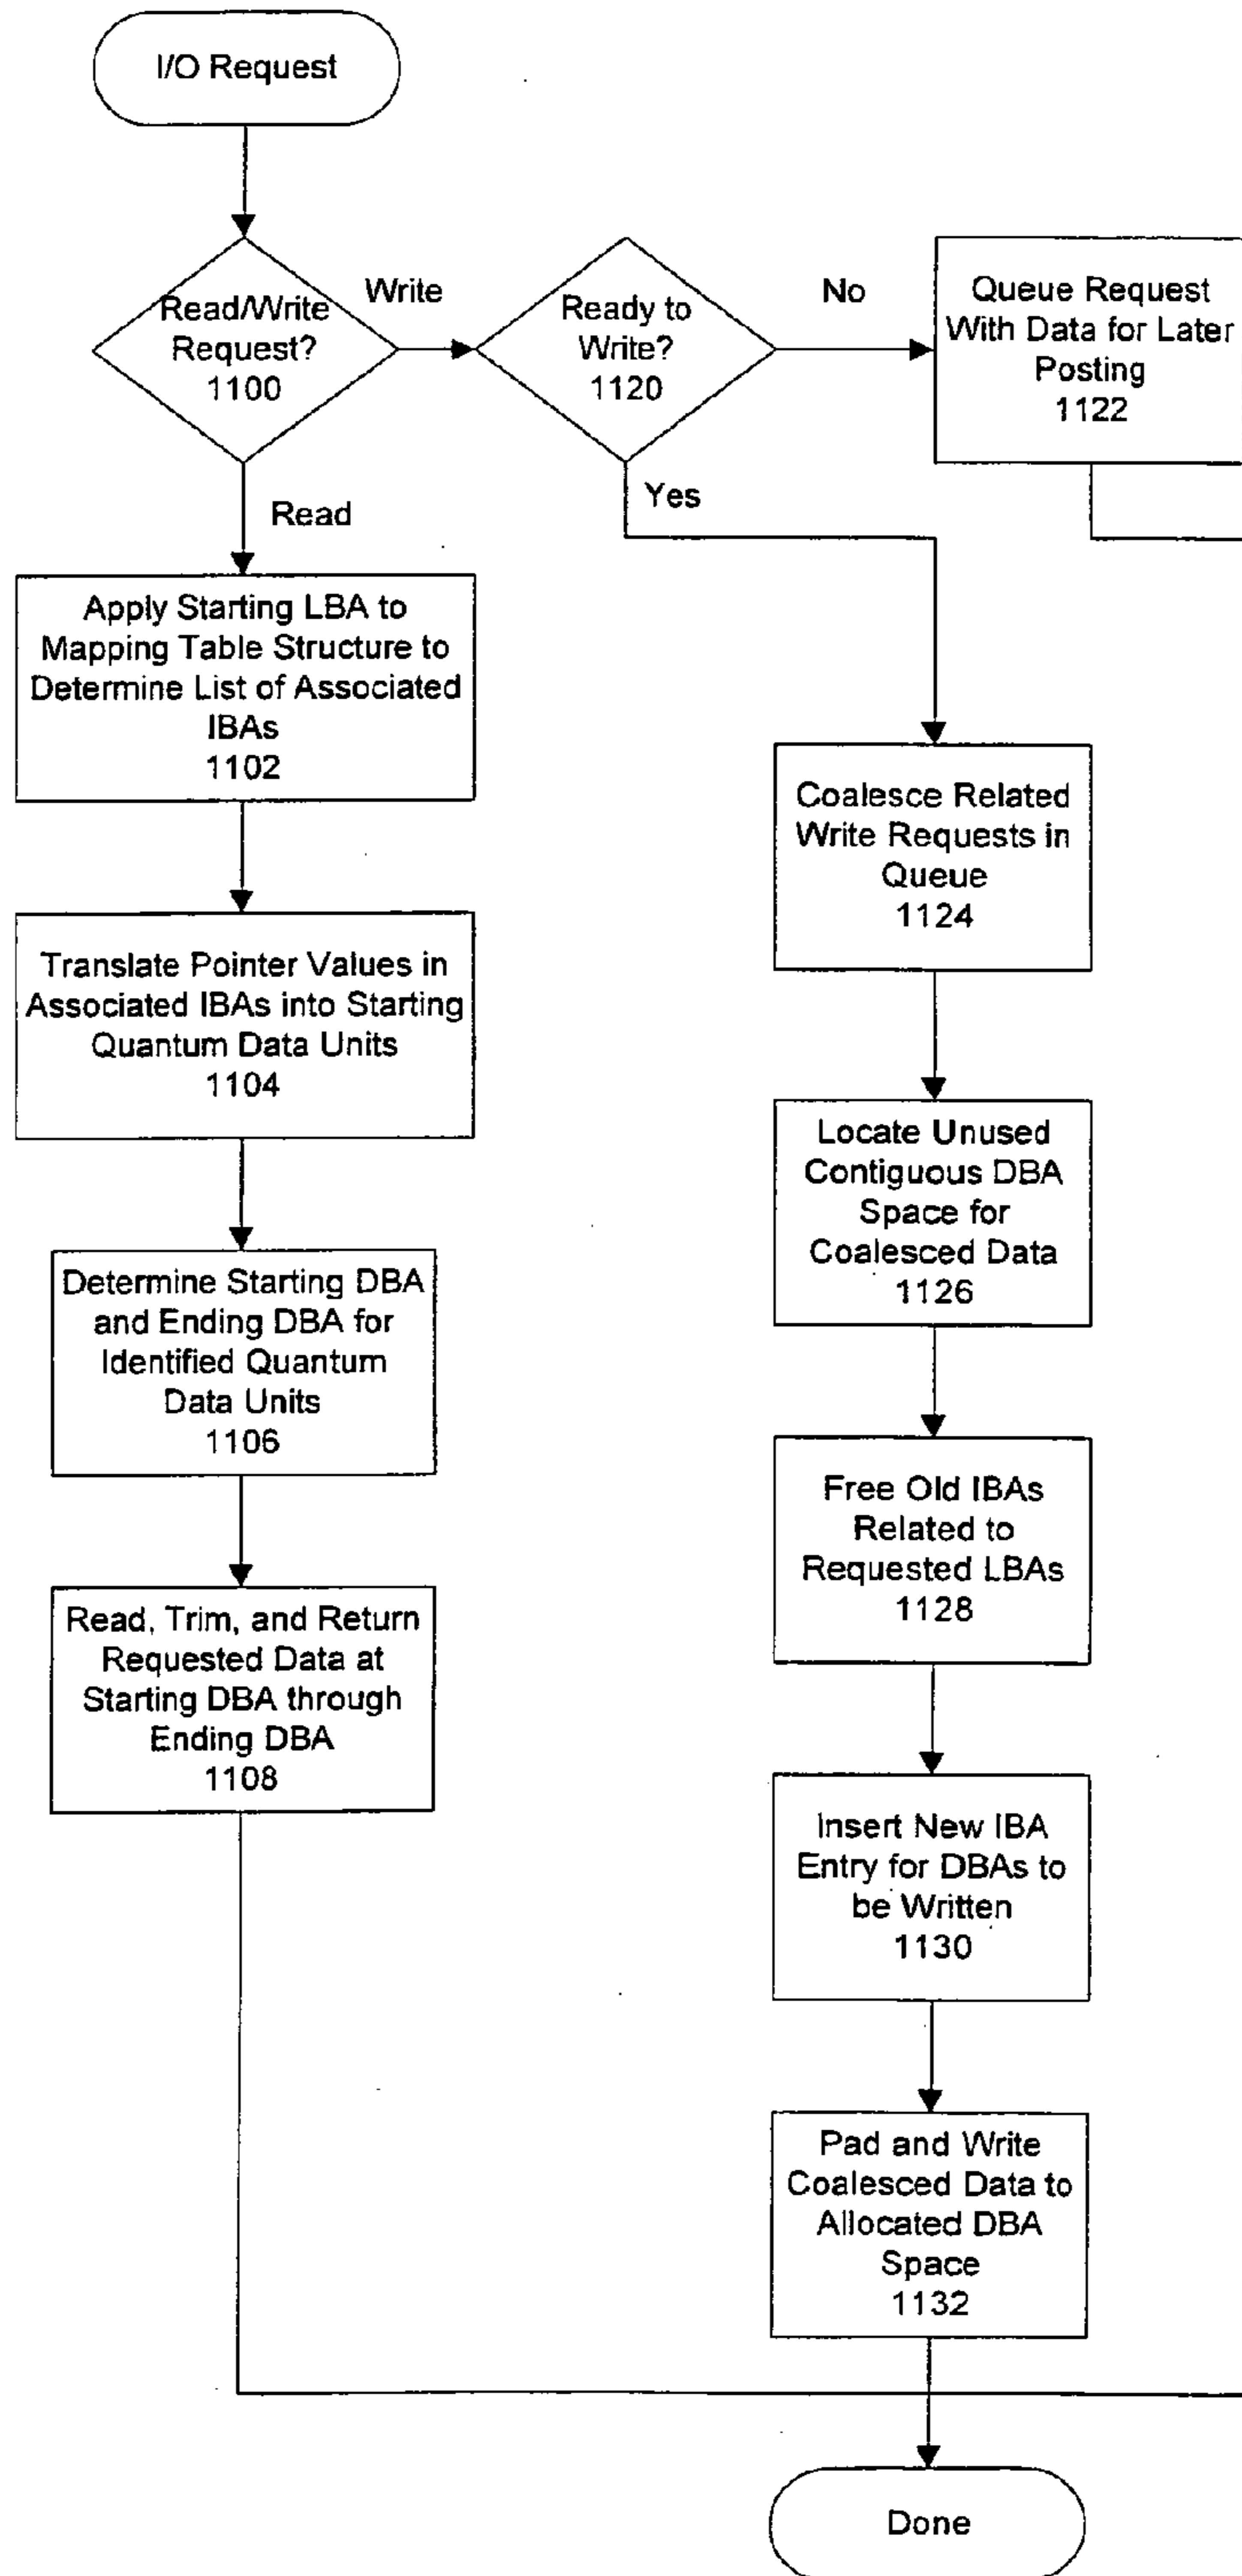 I/O Request
Read/Write
Request?
1100
Write
Ready to
Write?
1120
No
Queue Request
With Data for Later
Posting
1122
Read
Yes
Apply Starting LBA to
Mapping Table Structure to
Determine List of Associated
IBAs
1102
Translate Pointer Values in
Associated IBAs into Starting
Quantum Data Units
1104
Determine Starting DBA
and Ending DBA for
Identified Quantum
Data Units
1106
Read, Trim, and Return
Requested Data at
Starting DBA through
Ending DBA
1108
Coalesce Related
Write Requests in
Queue
1124
Locate Unused
Contiguous DBA
Space for
Coalesced Data
1126
Free Old IBAs
Related to
Requested LBAs
1128
Insert New IBA
Entry for DBAs to
be Written
1130
Pad and Write
Coalesced Data to
Allocated DBA
Space
1132
Done